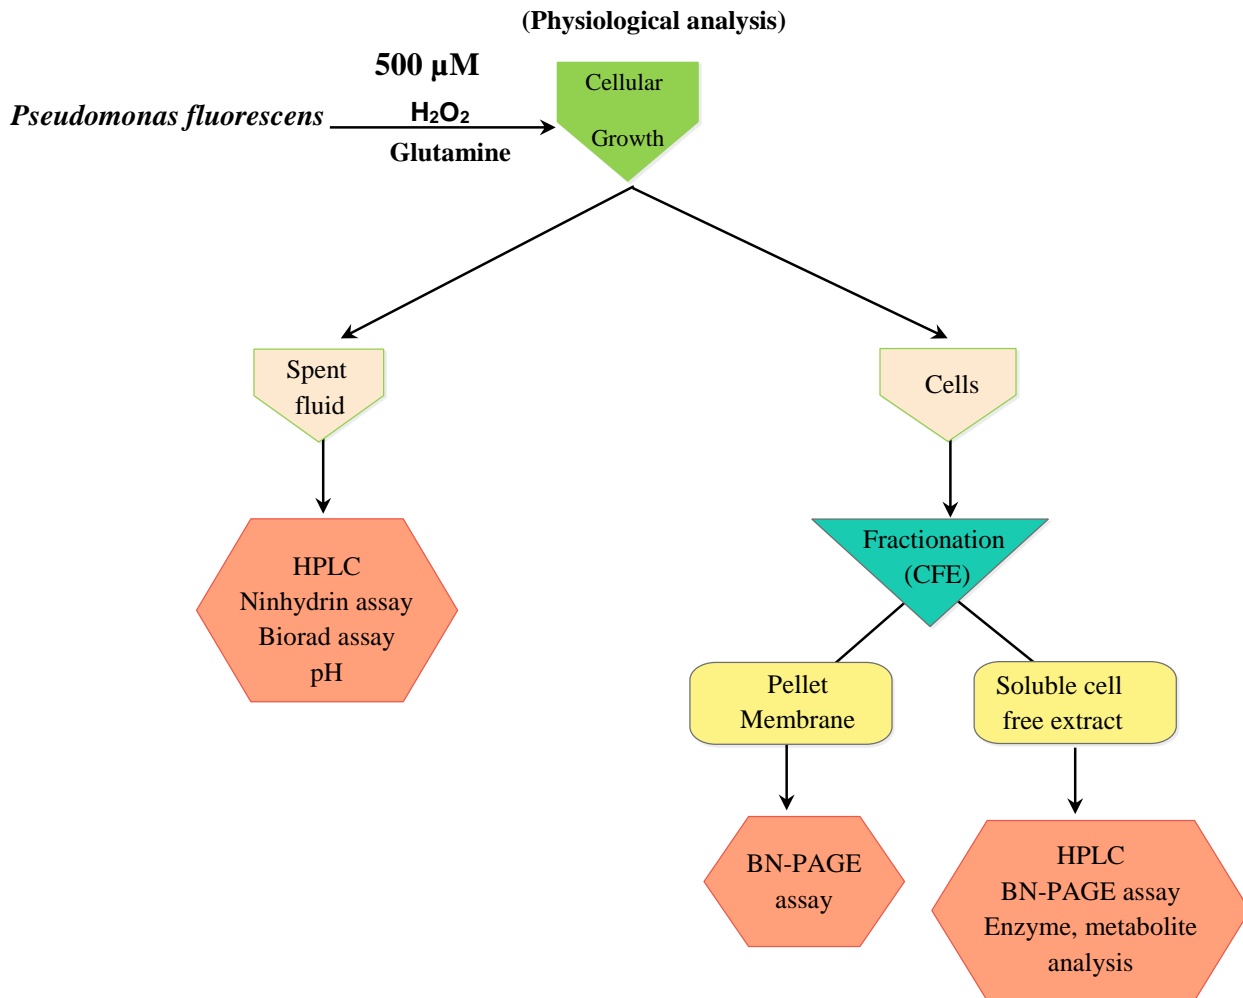 (Physiological analysis)
500 µM
Pseudomonas fluorescens
H₂O₂
Glutamine
Cellular
Growth
Spent
fluid
Cells
HPLC
Ninhydrin assay
Biorad assay
pH
Fractionation
(CFE)
Pellet
Membrane
Soluble cell
free extract
BN-PAGE
assay
HPLC
BN-PAGE assay
Enzyme, metabolite
analysis